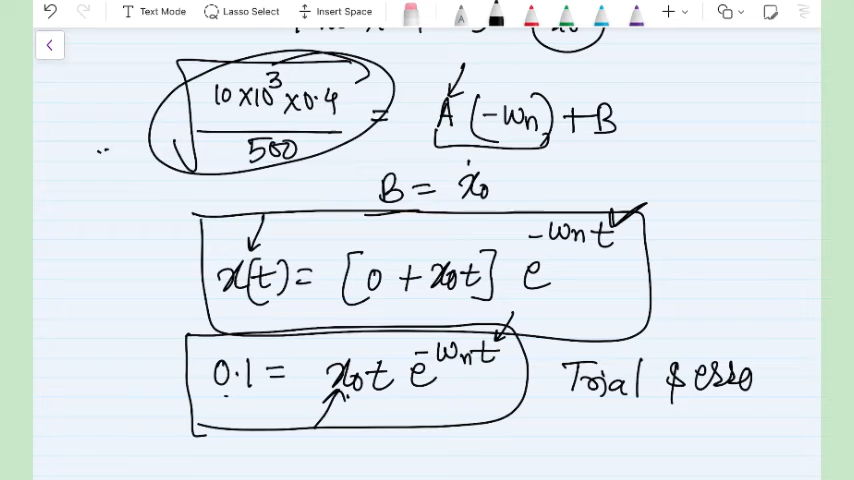 Text Mode Lasso Select Insert Space
√(10×10³×0.4 / 500) = A(-ωn) + B
B = ẋ₀
x(t) = [0 + ẋ₀t] e^-ωnt
0.1 = ẋ₀t e^-ωnt Trial &